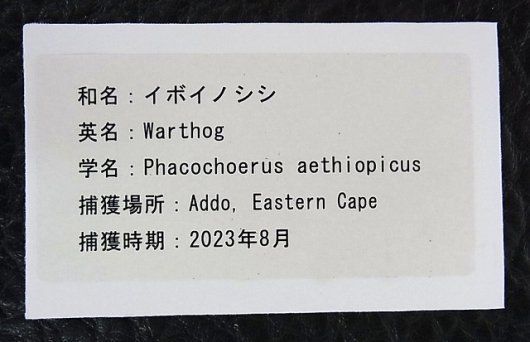 和名：イボイノシシ
英名：Warthog
学名：Phacochoerus aethiopicus
捕獲場所：Addo, Eastern Cape
捕獲時期：2023年8月